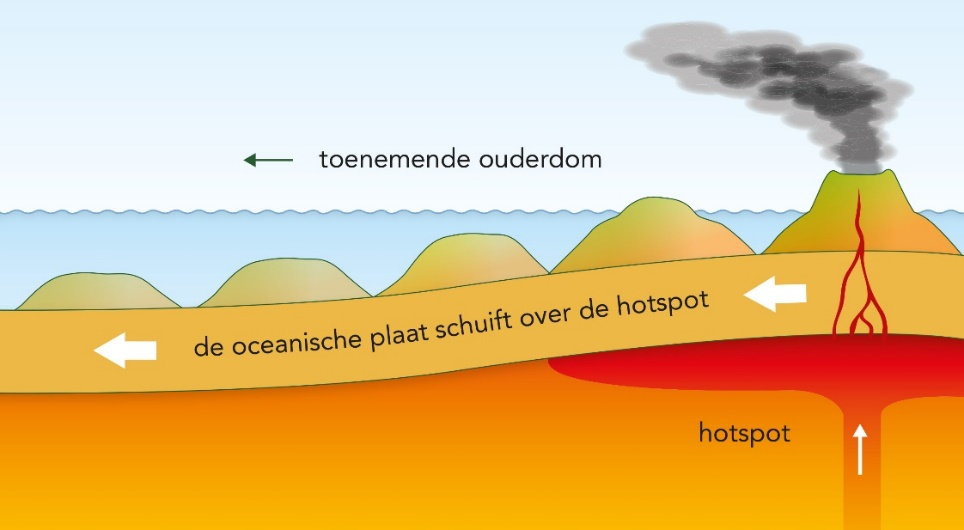 toenemende ouderdom
de oceanische plaat schuift over de hotspot
hotspot